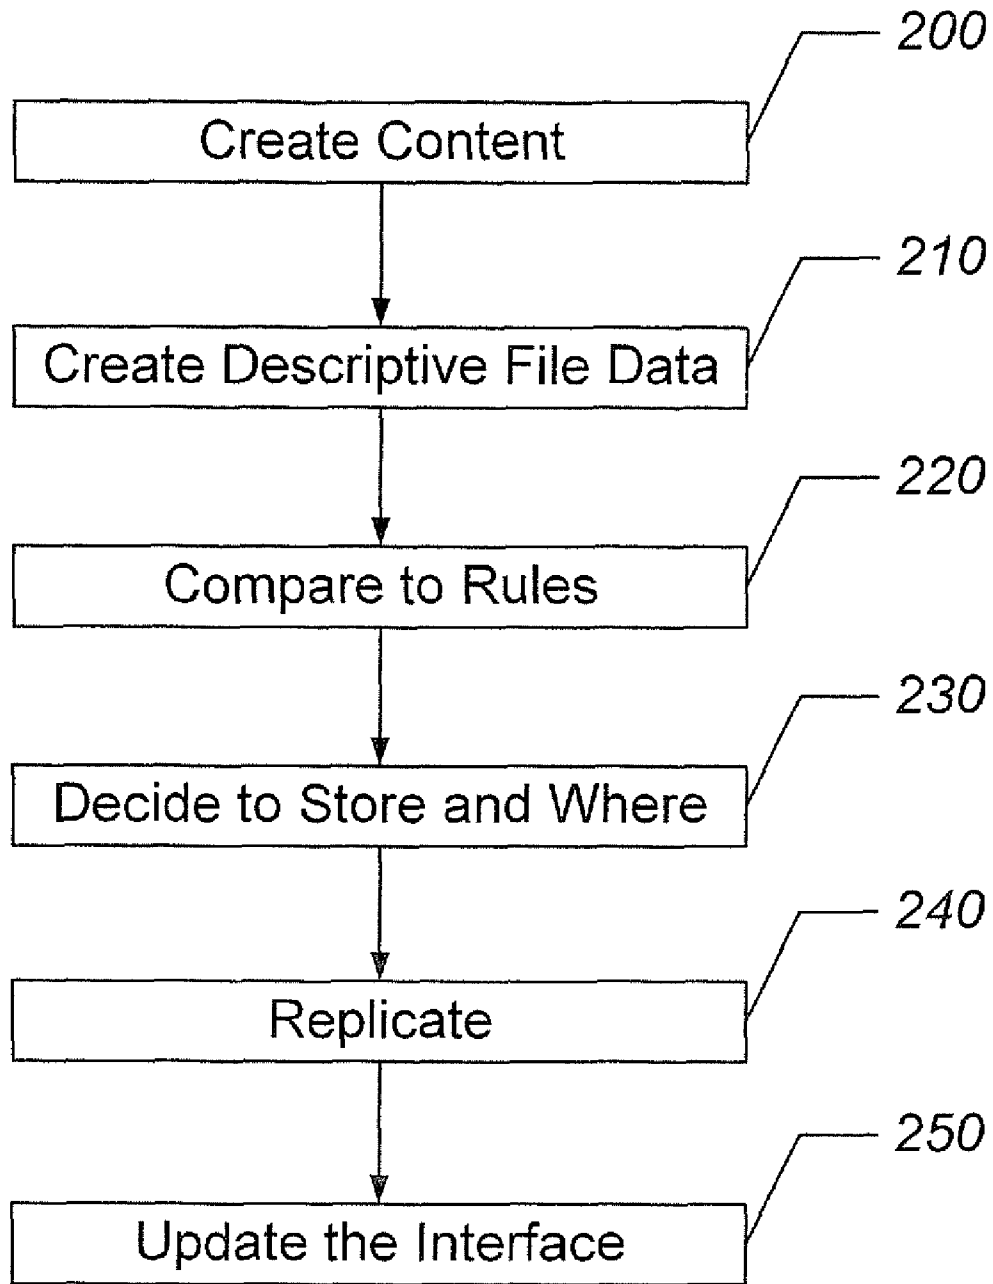 200
Create Content
210
Create Descriptive File Data
220
Compare to Rules
230
Decide to Store and Where
240
Replicate
250
Update the Interface